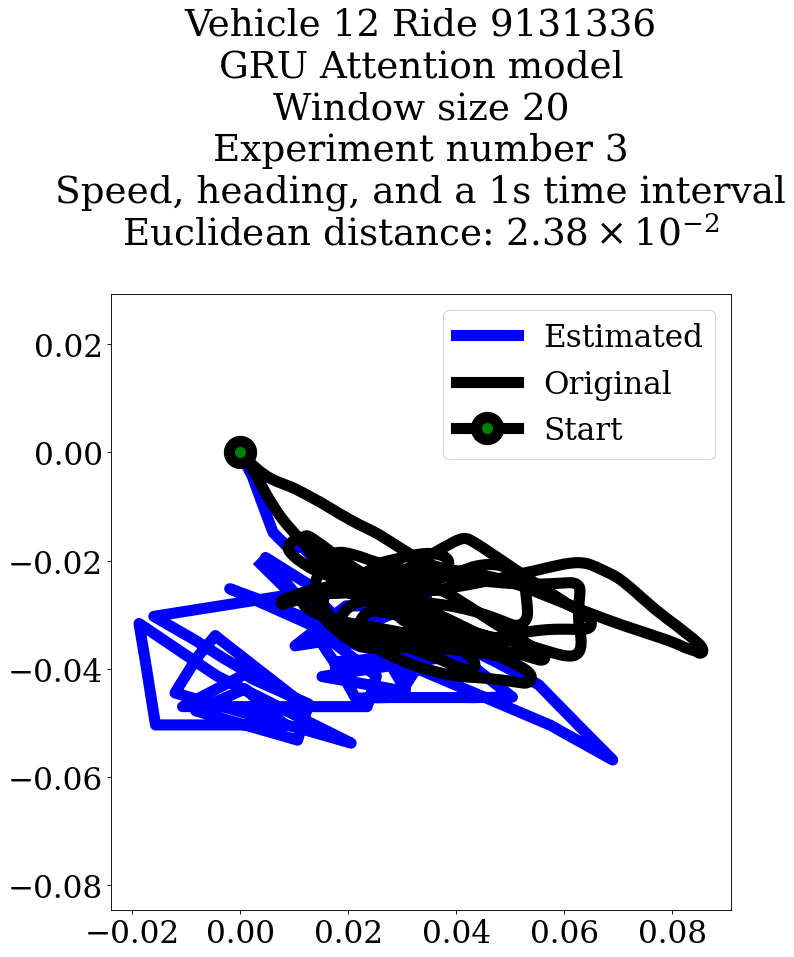 Vehicle 12 Ride 9131336
GRU Attention model
Window size 20
Experiment number 3
Speed, heading, and a 1s time interval
Euclidean distance: 2.38 × 10⁻²
Estimated
Original
Start
0.02
0.00
−0.02
−0.04
−0.06
−0.08
−0.02 0.00 0.02 0.04 0.06 0.08